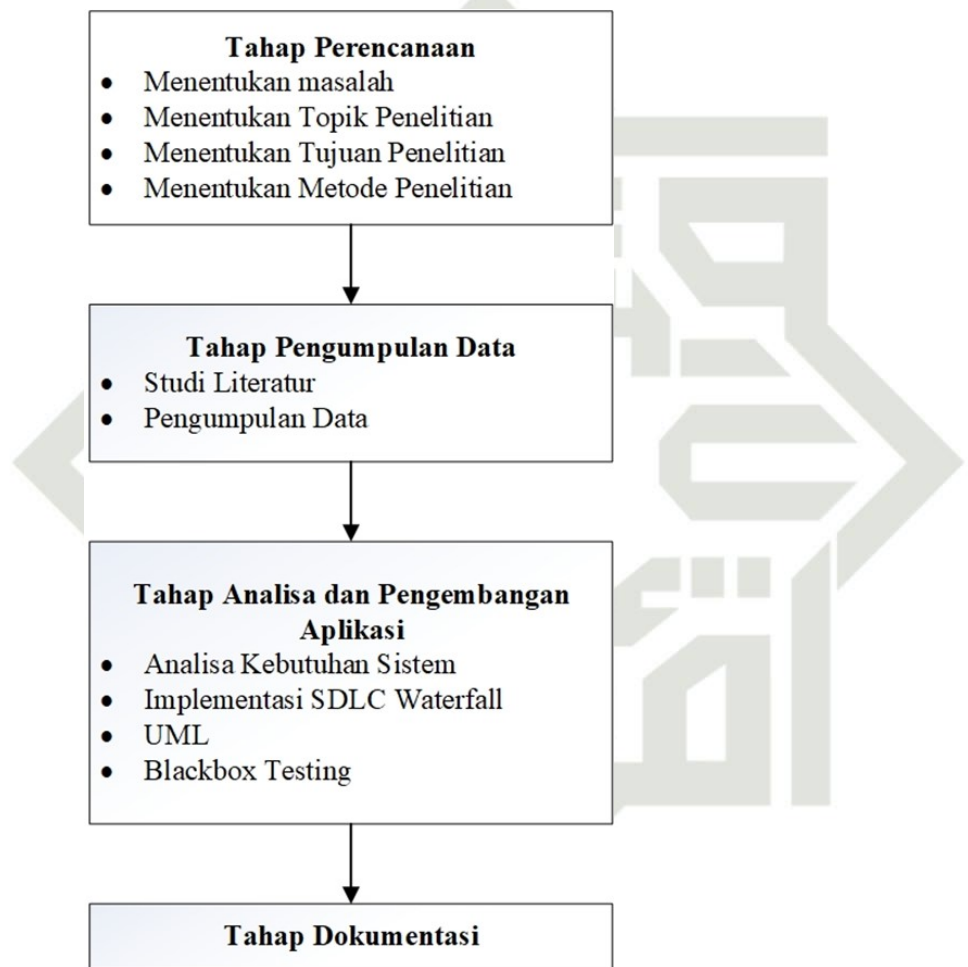 Tahap Perencanaan
• Menentukan masalah
• Menentukan Topik Penelitian
• Menentukan Tujuan Penelitian
• Menentukan Metode Penelitian
Tahap Pengumpulan Data
• Studi Literatur
• Pengumpulan Data
Tahap Analisa dan Pengembangan
Aplikasi
• Analisa Kebutuhan Sistem
• Implementasi SDLC Waterfall
• UML
• Blackbox Testing
Tahap Dokumentasi